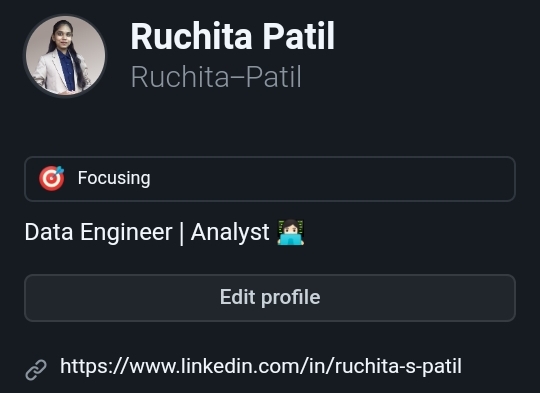 Ruchita Patil
Ruchita–Patil
🎯 Focusing
Data Engineer | Analyst 👩🏻‍💻
Edit profile
https://www.linkedin.com/in/ruchita-s-patil